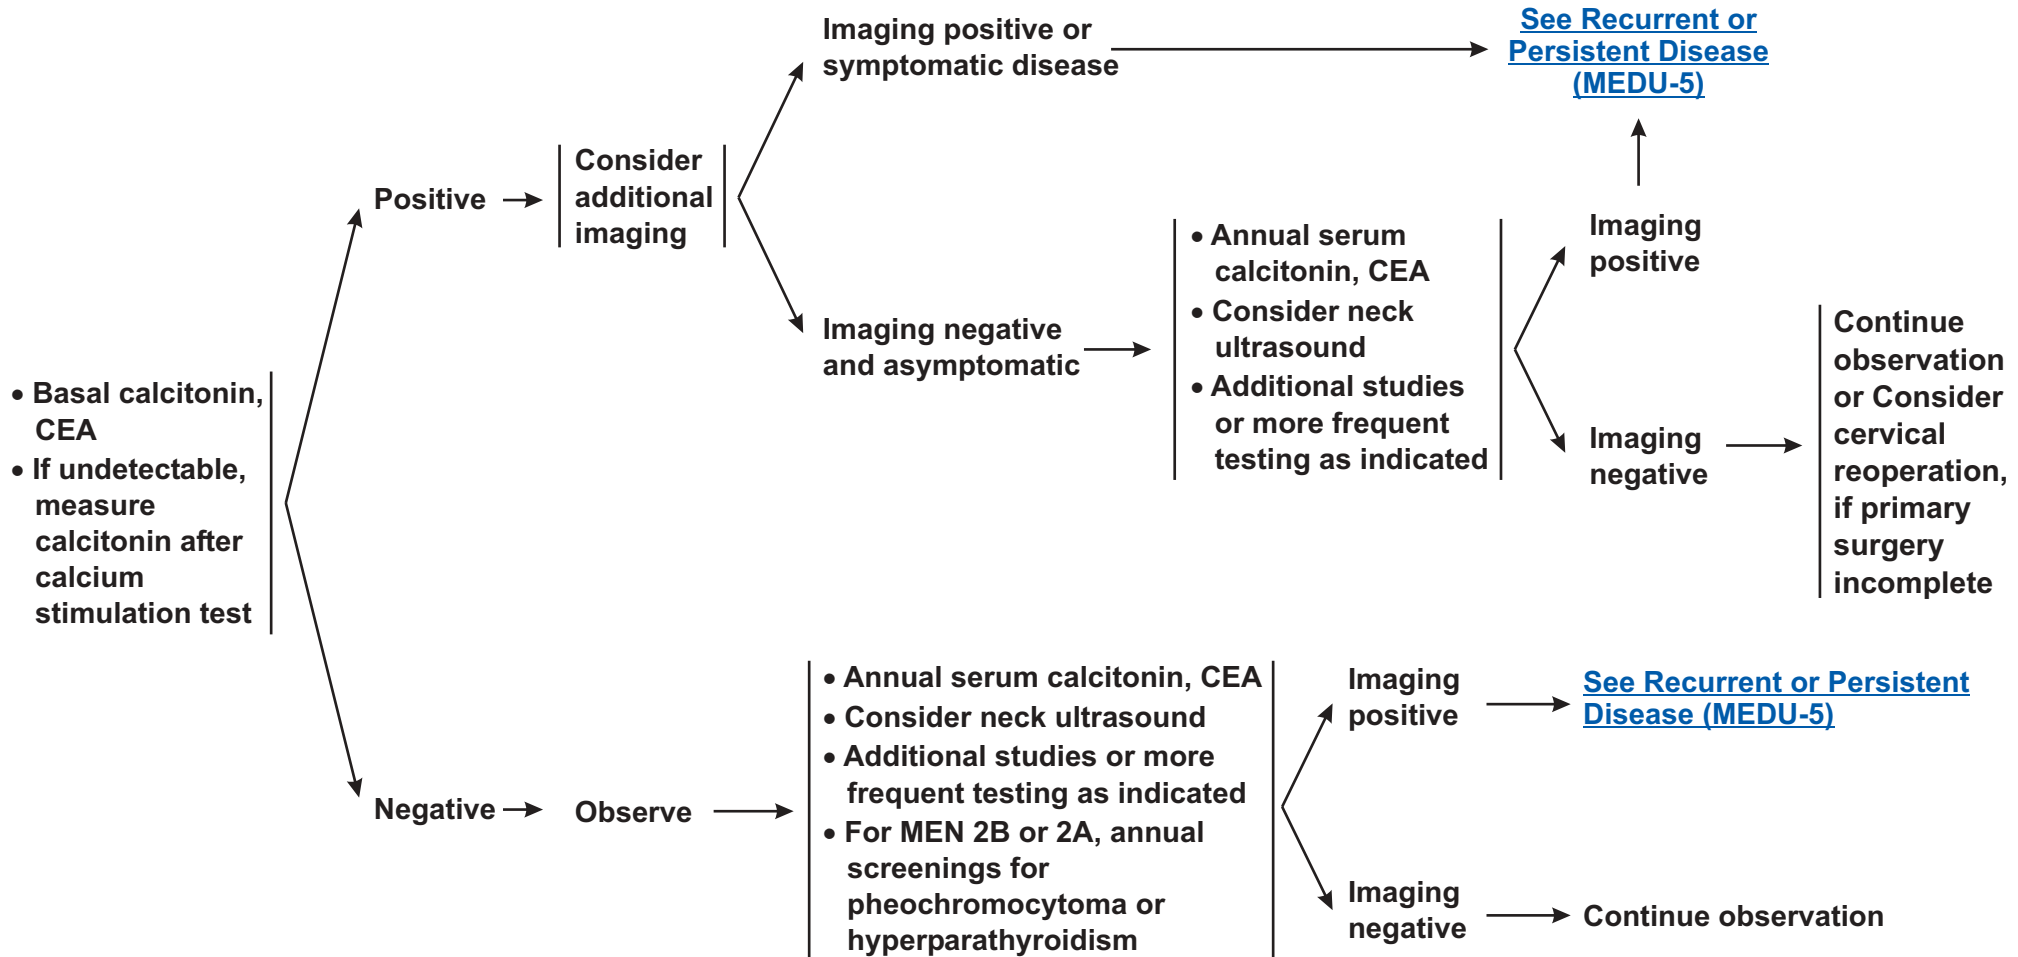 • Basal calcitonin,
CEA
• If undetectable,
measure
calcitonin after
calcium
stimulation test
Positive
Consider
additional
imaging
Imaging positive or
symptomatic disease
See Recurrent or
Persistent Disease
(MEDU-5)
Imaging negative
and asymptomatic
• Annual serum
calcitonin, CEA
• Consider neck
ultrasound
• Additional studies
or more frequent
testing as indicated
Imaging
positive
Imaging
negative
Continue
observation
or Consider
cervical
reoperation,
if primary
surgery
incomplete
Negative
Observe
• Annual serum calcitonin, CEA
• Consider neck ultrasound
• Additional studies or more
frequent testing as indicated
• For MEN 2B or 2A, annual
screenings for
pheochromocytoma or
hyperparathyroidism
Imaging
positive
See Recurrent or Persistent
Disease (MEDU-5)
Imaging
negative
Continue observation